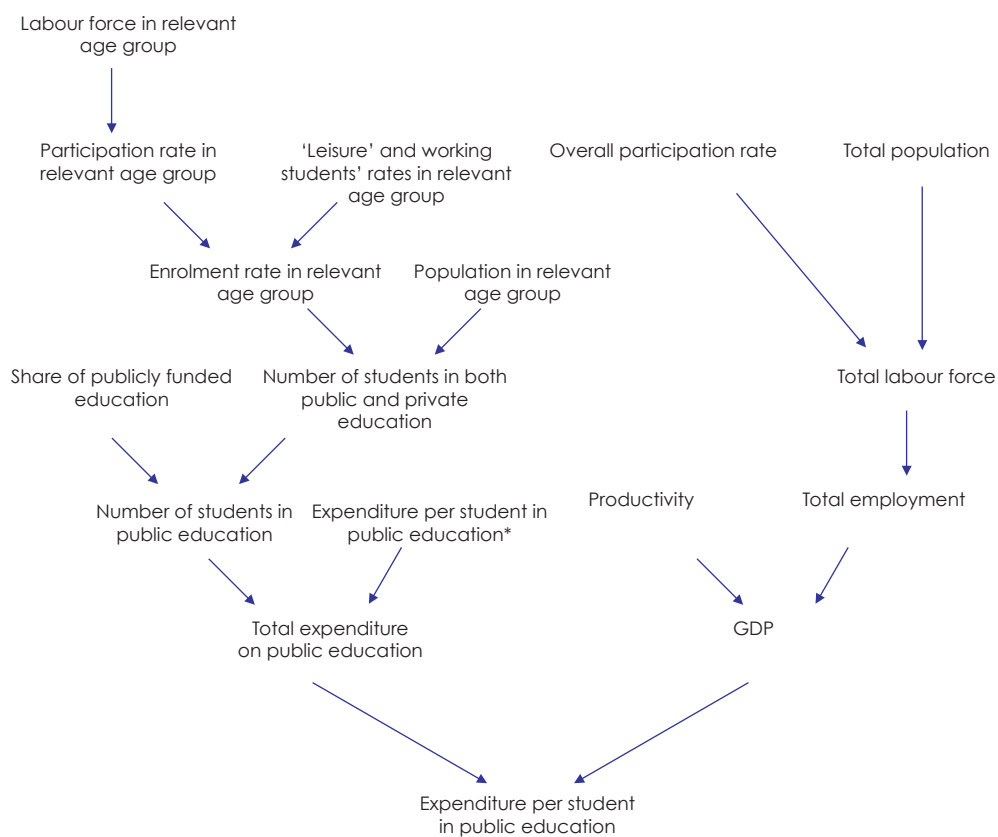 Labour force in relevant
age group
Participation rate in
relevant age group
‘Leisure’ and working
students’ rates in relevant
age group
Overall participation rate
Total population
Enrolment rate in relevant
age group
Population in relevant
age group
Share of publicly funded
education
Number of students in both
public and private
education
Total labour force
Number of students in
public education
Expenditure per student in
public education*
Productivity
Total employment
Total expenditure
on public education
GDP
Expenditure per student
in public education